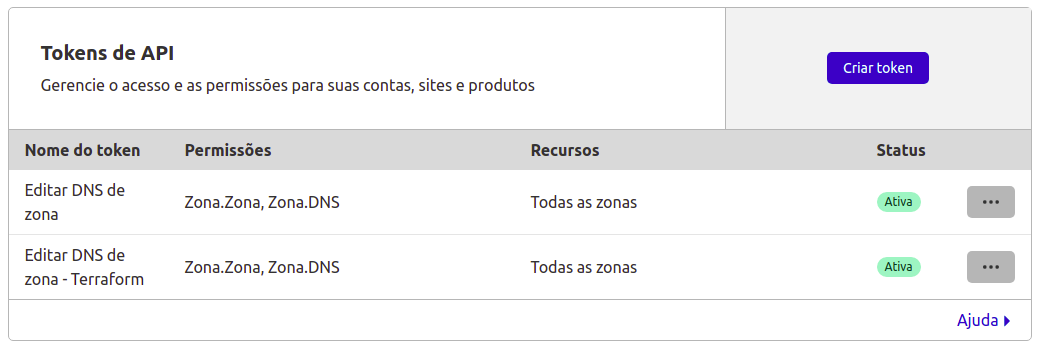 Tokens de API
Gerencie o acesso e as permissões para suas contas, sites e produtos
Criar token
Nome do token Permissões Recursos Status
Editar DNS de
zona
Zona.Zona, Zona.DNS Todas as zonas Ativa
Editar DNS de
zona - Terraform
Zona.Zona, Zona.DNS Todas as zonas Ativa
Ajuda